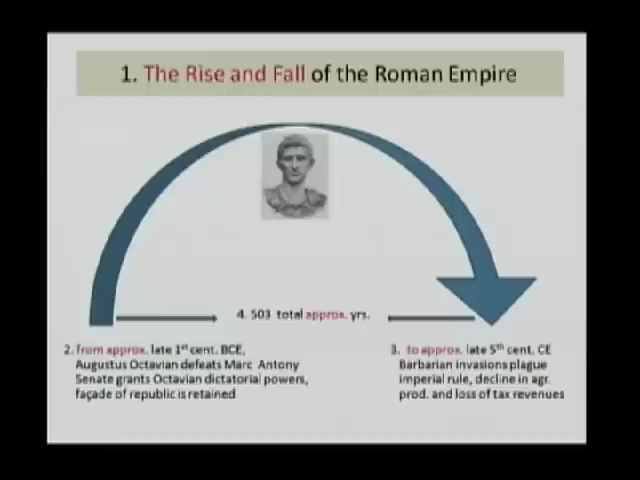 1. The Rise and Fall of the Roman Empire
4. 503 total approx. yrs.
2. from approx. late 1st cent. BCE,
Augustus Octavian defeats Marc Antony
Senate grants Octavian dictatorial powers,
façade of republic is retained
3. to approx. late 5th cent. CE
Barbarian invasions plague
imperial rule, decline in agr.
prod. and loss of tax revenues